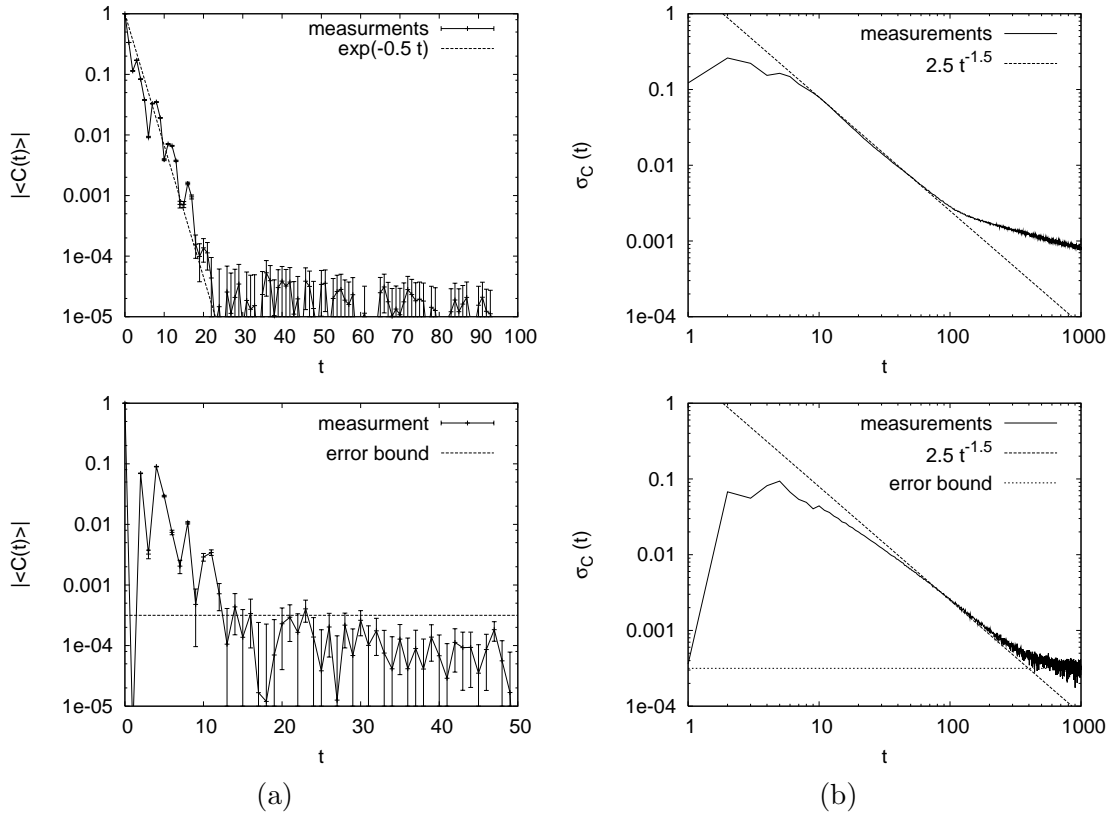 measurments
exp(-0.5 t)
|<C(t)>|
1
0.1
0.01
0.001
1e-04
1e-05
0 10 20 30 40 50 60 70 80 90 100
t
measurements
2.5 t^-1.5
σ_C (t)
1
0.1
0.01
0.001
1e-04
1 10 100 1000
t
measurment
error bound
|<C(t)>|
1
0.1
0.01
0.001
1e-04
1e-05
0 10 20 30 40 50
t
measurements
2.5 t^-1.5
error bound
σ_C (t)
1
0.1
0.01
0.001
1e-04
1 10 100 1000
t
(a)
(b)